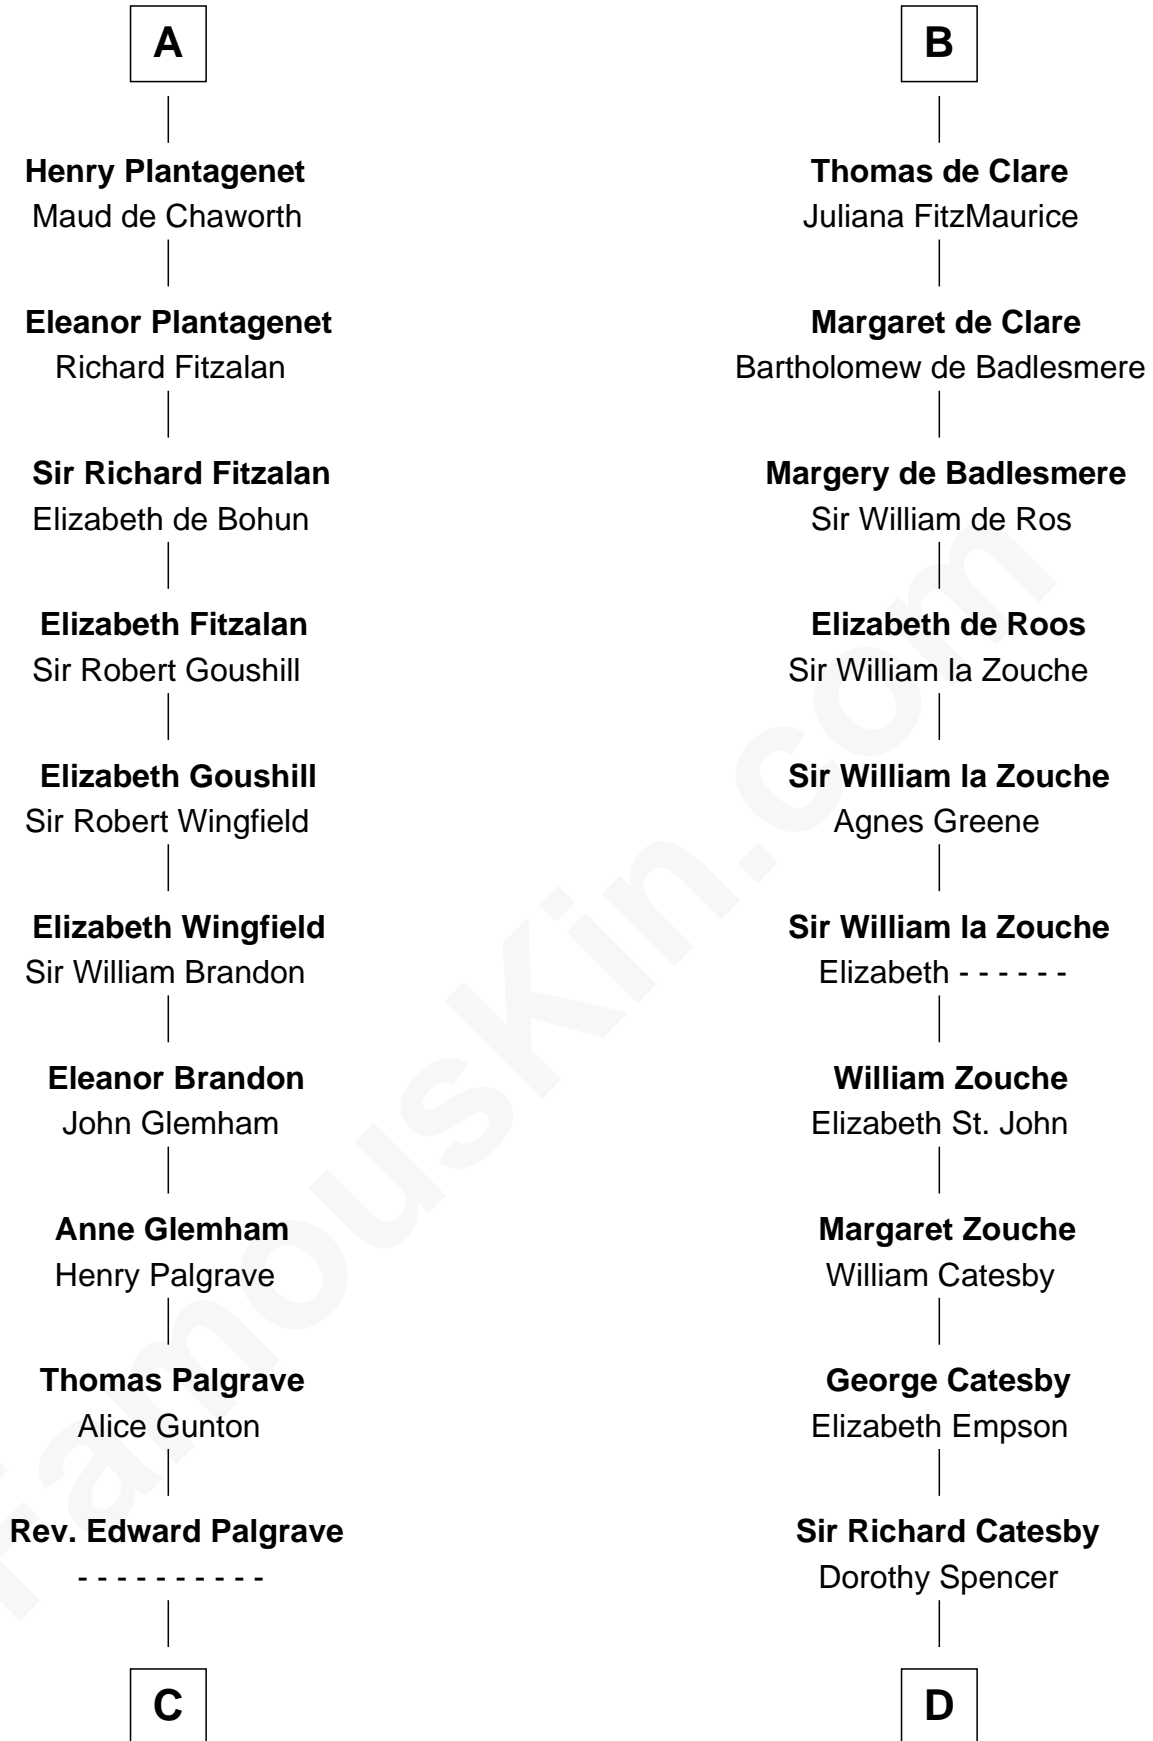 A
Henry Plantagenet
Maud de Chaworth
Eleanor Plantagenet
Richard Fitzalan
Sir Richard Fitzalan
Elizabeth de Bohun
Elizabeth Fitzalan
Sir Robert Goushill
Elizabeth Goushill
Sir Robert Wingfield
Elizabeth Wingfield
Sir William Brandon
Eleanor Brandon
John Glemham
Anne Glemham
Henry Palgrave
Thomas Palgrave
Alice Gunton
Rev. Edward Palgrave
- - - - - - - - - -
C
B
Thomas de Clare
Juliana FitzMaurice
Margaret de Clare
Bartholomew de Badlesmere
Margery de Badlesmere
Sir William de Ros
Elizabeth de Roos
Sir William la Zouche
Sir William la Zouche
Agnes Greene
Sir William la Zouche
Elizabeth - - - - - -
William Zouche
Elizabeth St. John
Margaret Zouche
William Catesby
George Catesby
Elizabeth Empson
Sir Richard Catesby
Dorothy Spencer
D
FamousKin.com